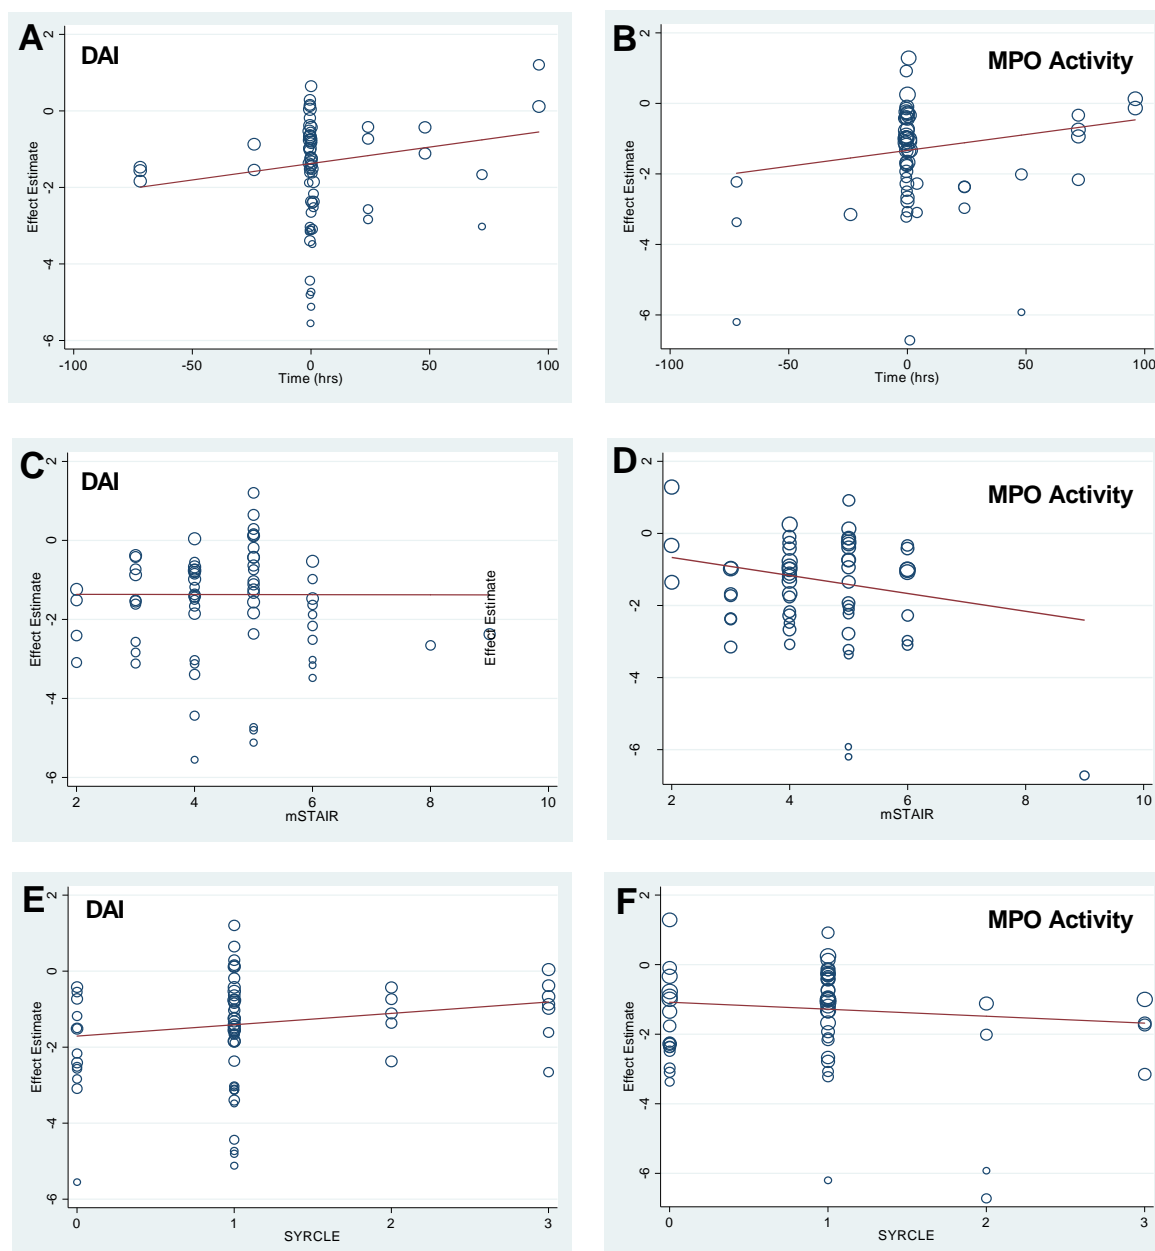 A
DAI
2
0
-2
-4
-6
Effect Estimate
-100
-50
0
50
100
Time (hrs)
B
MPO Activity
2
0
-2
-4
-6
Effect Estimate
-100
-50
0
50
100
Time (hrs)
C
DAI
2
0
-2
-4
-6
Effect Estimate
2
4
6
8
10
mSTAIR
D
MPO Activity
2
0
-2
-4
-6
Effect Estimate
2
4
6
8
10
mSTAIR
E
DAI
2
0
-2
-4
-6
Effect Estimate
0
1
2
3
SYRCLE
F
MPO Activity
2
0
-2
-4
-6
Effect Estimate
0
1
2
3
SYRCLE